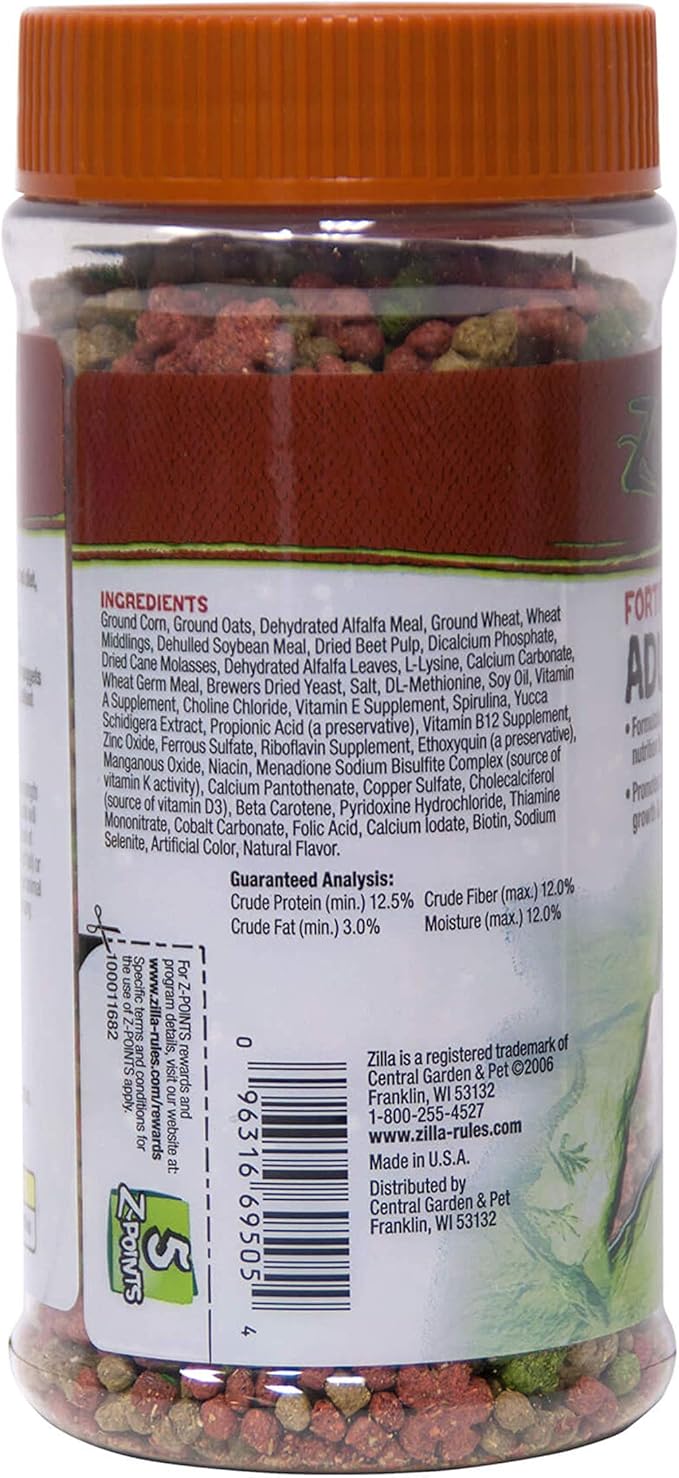 INGREDIENTS
Ground Corn, Ground Oats, Dehydrated Alfalfa Meal, Ground Wheat, Wheat
Middlings, Dehulled Soybean Meal, Dried Beet Pulp, Dicalcium Phosphate,
Dried Cane Molasses, Dehydrated Alfalfa Leaves, L-Lysine, Calcium Carbonate,
Wheat Germ Meal, Brewers Dried Yeast, Salt, DL-Methionine, Soy Oil, Vitamin
A Supplement, Choline Chloride, Vitamin E Supplement, Spirulina, Yucca
Schidigera Extract, Propionic Acid (a preservative), Vitamin B12 Supplement,
Zinc Oxide, Ferrous Sulfate, Riboflavin Supplement, Ethoxyquin (a preservative),
Manganous Oxide, Niacin, Menadione Sodium Bisulfite Complex (source of
vitamin K activity), Calcium Pantothenate, Copper Sulfate, Cholecalciferol
(source of vitamin D3), Beta Carotene, Pyridoxine Hydrochloride, Thiamine
Mononitrate, Cobalt Carbonate, Folic Acid, Calcium Iodate, Biotin, Sodium
Selenite, Artificial Color, Natural Flavor.
Guaranteed Analysis:
Crude Protein (min.) 12.5% Crude Fiber (max.) 12.0%
Crude Fat (min.) 3.0% Moisture (max.) 12.0%
For Z-POINTS rewards and
program details, visit our website at:
www.zilla-rules.com/rewards
Specific terms and conditions for
the use of Z-POINTS apply.
100011682
5
Z POINTS
0 96316 69505 4
Zilla is a registered trademark of
Central Garden & Pet ©2006
Franklin, WI 53132
1-800-255-4527
www.zilla-rules.com
Made in U.S.A.
Distributed by
Central Garden & Pet
Franklin, WI 53132
FORT
ADU
nutrition
growth &
diet,